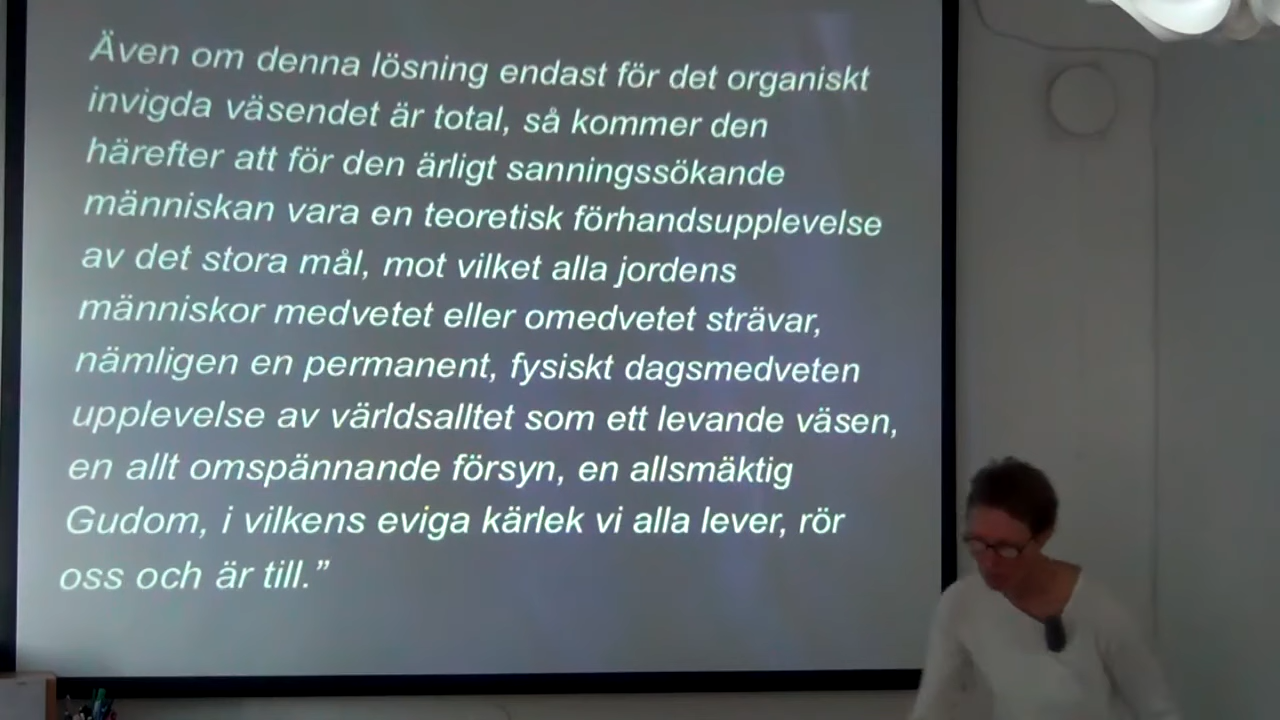 Även om denna lösning endast för det organiskt
invigda väsendet är total, så kommer den
härefter att för den ärligt sanningssökande
människan vara en teoretisk förhandsupplevelse
av det stora mål, mot vilket alla jordens
människor medvetet eller omedvetet strävar,
nämligen en permanent, fysiskt dagsmedveten
upplevelse av världsalltet som ett levande väsen,
en allt omspännande försyn, en allsmäktig
Gudom, i vilkens eviga kärlek vi alla lever, rör
oss och är till.”